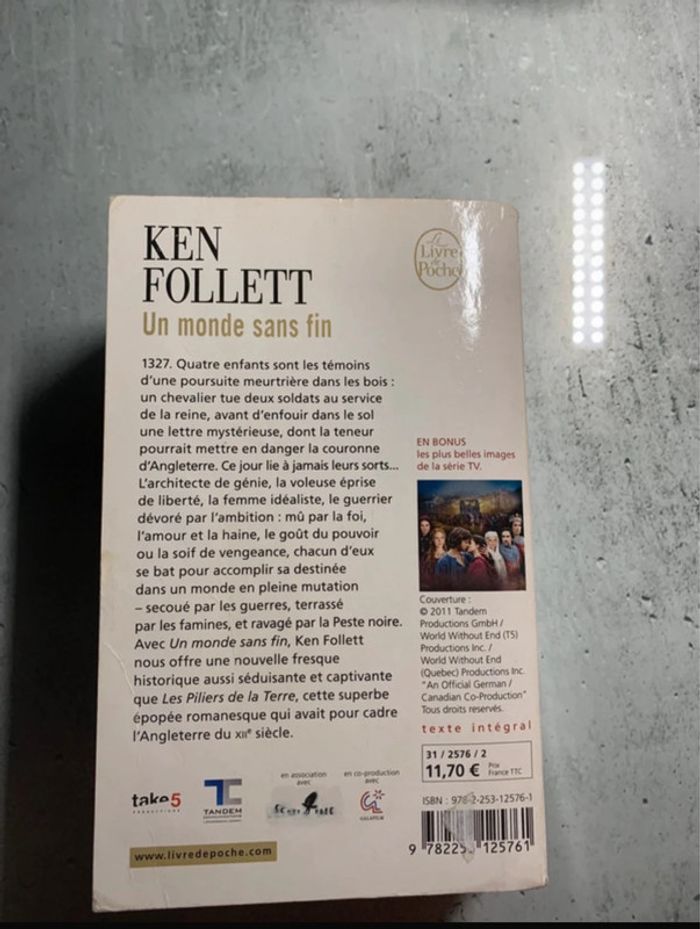 KEN
FOLLETT
Un monde sans fin
Le
Livre
de
Poche
1327. Quatre enfants sont les témoins
d'une poursuite meurtrière dans les bois :
un chevalier tue deux soldats au service
de la reine, avant d'enfouir dans le sol
une lettre mystérieuse, dont la teneur
pourrait mettre en danger la couronne
d'Angleterre. Ce jour lie à jamais leurs sorts...
L'architecte de génie, la voleuse éprise
de liberté, la femme idéaliste, le guerrier
dévoré par l'ambition : mû par la foi,
l'amour et la haine, le goût du pouvoir
ou la soif de vengeance, chacun d'eux
se bat pour accomplir sa destinée
dans un monde en pleine mutation
– secoué par les guerres, terrassé
par les famines, et ravagé par la Peste noire.
Avec Un monde sans fin, Ken Follett
nous offre une nouvelle fresque
historique aussi séduisante et captivante
que Les Piliers de la Terre, cette superbe
épopée romanesque qui avait pour cadre
l'Angleterre du XIIe siècle.
EN BONUS
les plus belles images
de la série TV.
Couverture :
© 2011 Tandem
Productions GmbH /
World Without End (TS)
Productions Inc. /
World Without End
(Quebec) Productions Inc.
"An Official German /
Canadian Co-Production"
Tous droits réservés.
texte intégral
31 / 2576 / 2
11,70 € Prix
France TTC
take 5
PRODUCTIONS
TANDEM
en association
avec
en co-production
avec
GALAFILM
ISBN : 978-2-253-12576-1
www.livredepoche.com